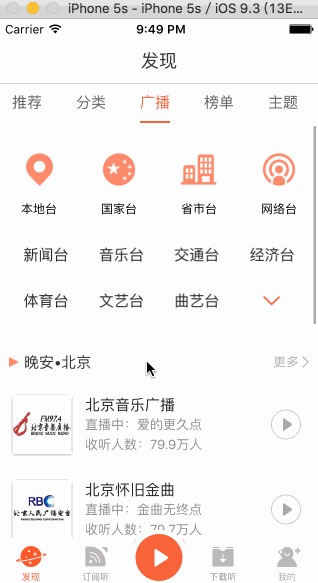 iPhone 5s - iPhone 5s / iOS 9.3 (13E...
Carrier 9:49 PM
发现
推荐 分类 广播 榜单 主题
本地台 国家台 省市台 网络台
新闻台 音乐台 交通台 经济台
体育台 文艺台 曲艺台
晚安•北京 更多
FM97.4
北京音乐广播
BEIJING MUSIC RADIO
北京音乐广播
直播中：爱的更久点
收听人数：79.9万人
RBC
北京人民广播电台
北京怀旧金曲
直播中：金曲无终点
收听人数：79.7万人
发现 订阅听 下载听 我的